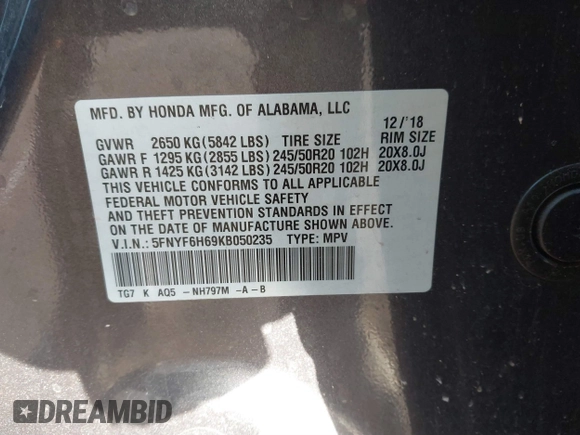 MFD. BY HONDA MFG. OF ALABAMA, LLC 12/'18
GVWR 2650 KG (5842 LBS) TIRE SIZE RIM SIZE
GAWR F 1295 KG (2855 LBS) 245/50R20 102H 20X8.0J
GAWR R 1425 KG (3142 LBS) 245/50R20 102H 20X8.0J
THIS VEHICLE CONFORMS TO ALL APPLICABLE
FEDERAL MOTOR VEHICLE SAFETY
AND THEFT PREVENTION STANDARDS IN EFFECT
ON THE DATE OF MANUFACTURE SHOWN ABOVE.
V.I.N.: 5FNYF6H69KB050235 TYPE: MPV
TG7 K AQ5 -NH797M -A-B
DREAMBID